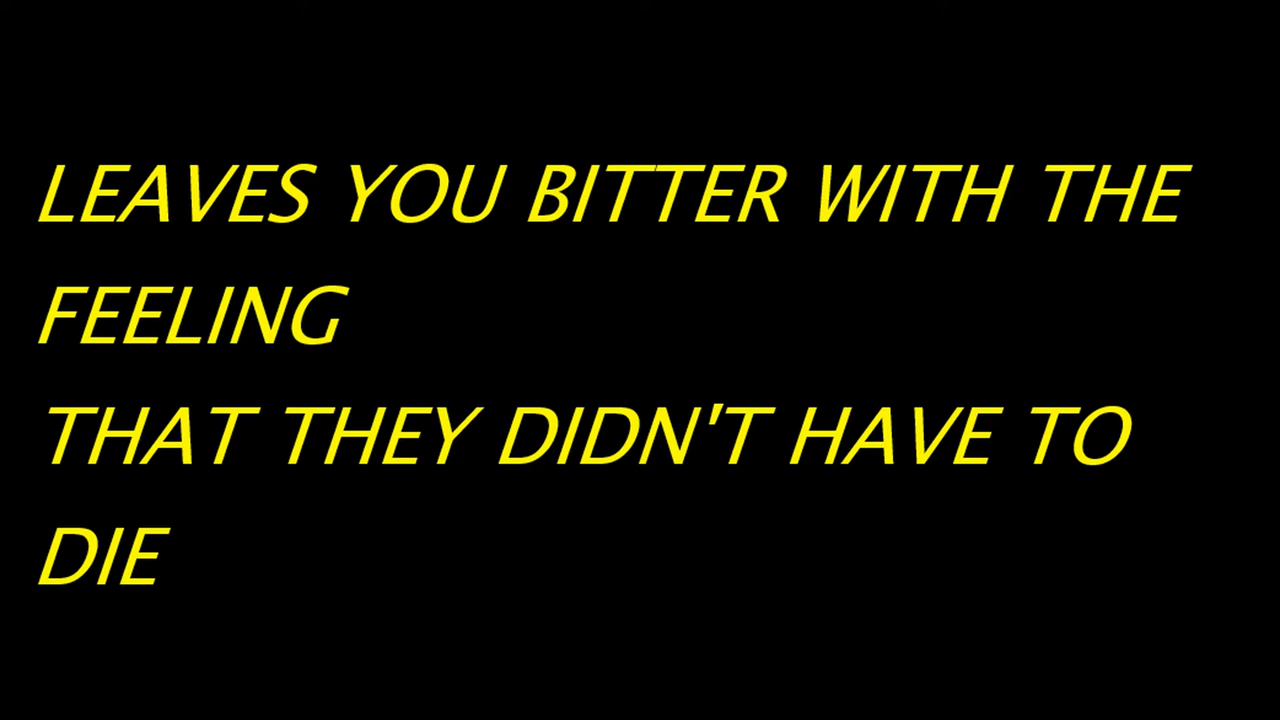 LEAVES YOU BITTER WITH THE
FEELING
THAT THEY DIDN'T HAVE TO
DIE